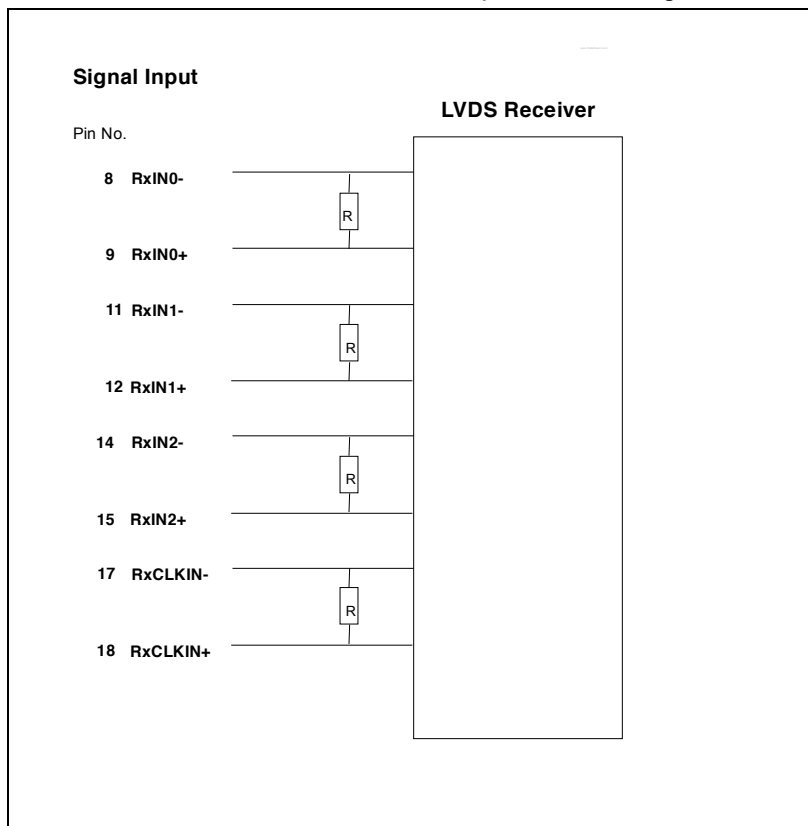 Signal Input
LVDS Receiver
Pin No.
8 RxIN0-
R
9 RxIN0+
11 RxIN1-
R
12 RxIN1+
14 RxIN2-
R
15 RxIN2+
17 RxCLKIN-
R
18 RxCLKIN+